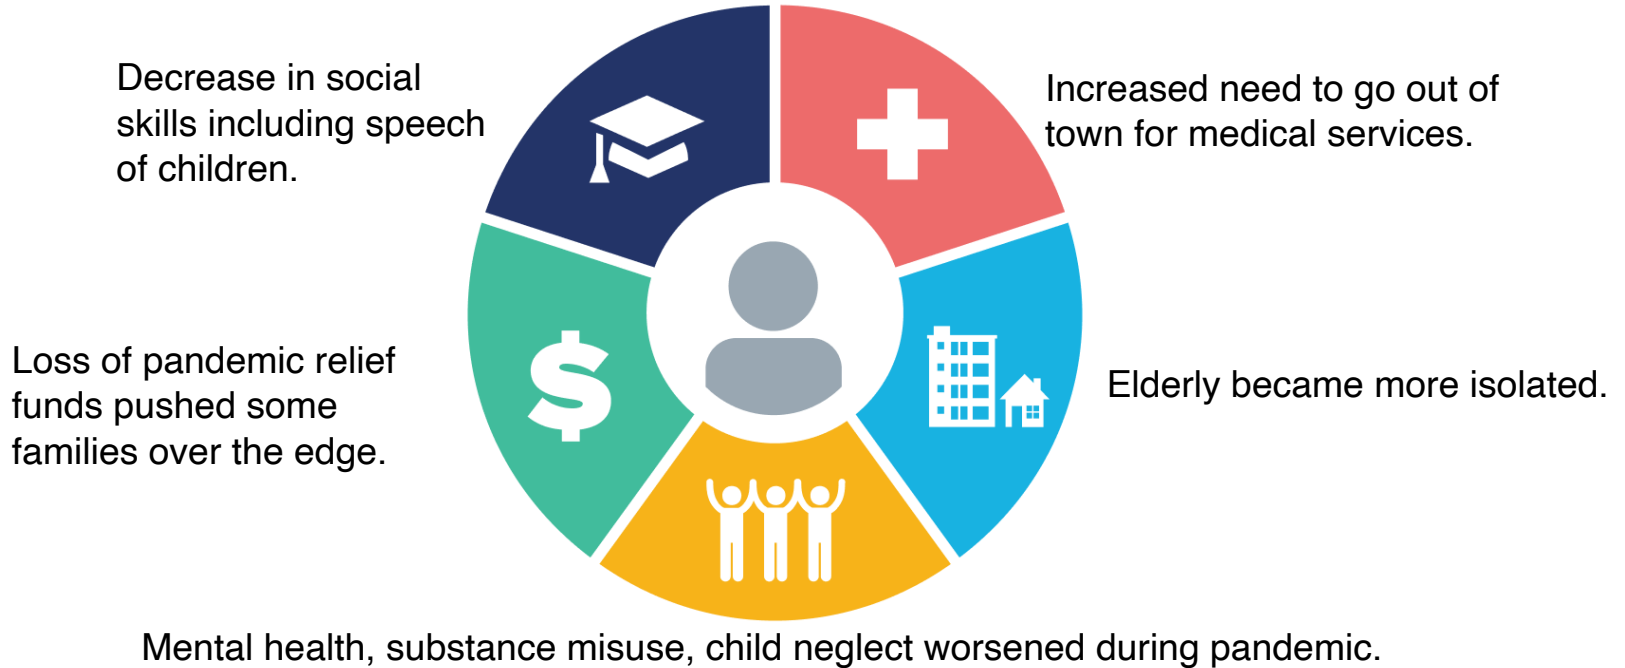 Decrease in social
skills including speech
of children.
Increased need to go out of
town for medical services.
Loss of pandemic relief
funds pushed some
families over the edge.
$
Elderly became more isolated.
Mental health, substance misuse, child neglect worsened during pandemic.